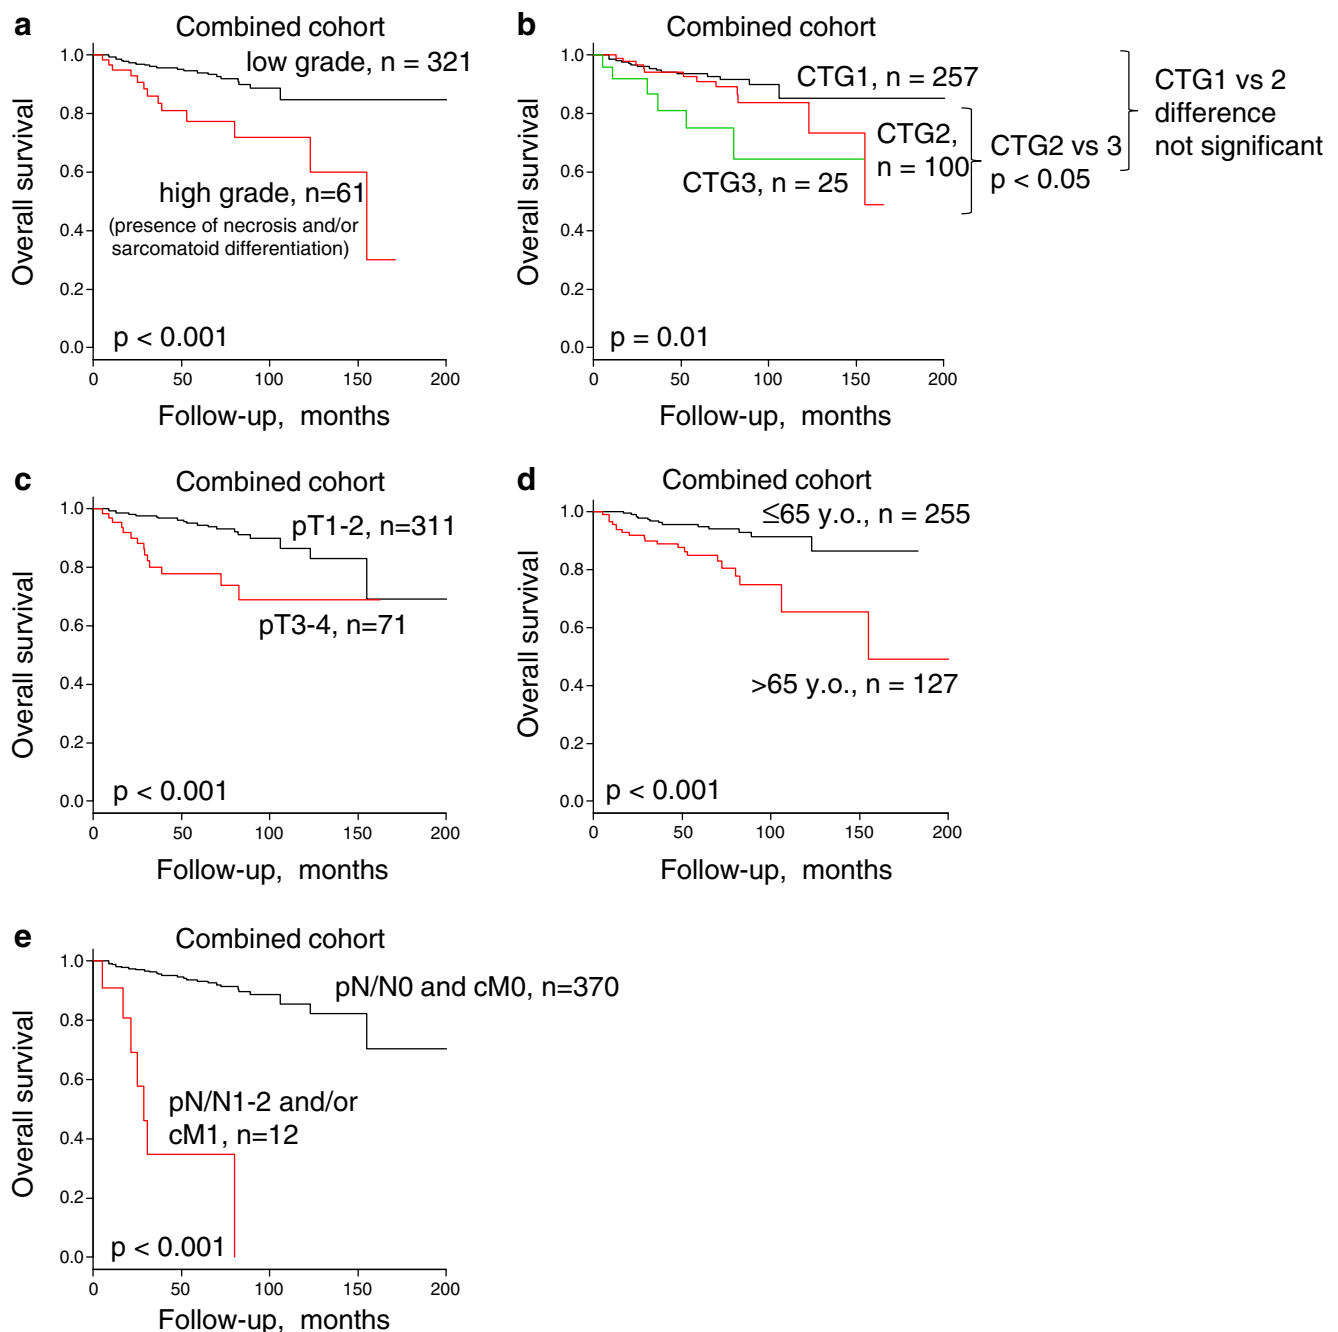 a
Combined cohort
low grade, n = 321
high grade, n=61
(presence of necrosis and/or
sarcomatoid differentiation)
p < 0.001
Overall survival
1.0
0.8
0.6
0.4
0.2
0.0
0 50 100 150 200
Follow-up, months
b
Combined cohort
CTG1, n = 257
CTG2,
n = 100
CTG3, n = 25
CTG2 vs 3
p < 0.05
CTG1 vs 2
difference
not significant
p = 0.01
Overall survival
1.0
0.8
0.6
0.4
0.2
0.0
0 50 100 150 200
Follow-up, months
c
Combined cohort
pT1-2, n=311
pT3-4, n=71
p < 0.001
Overall survival
1.0
0.8
0.6
0.4
0.2
0.0
0 50 100 150 200
Follow-up, months
d
Combined cohort
≤65 y.o., n = 255
>65 y.o., n = 127
p < 0.001
Overall survival
1.0
0.8
0.6
0.4
0.2
0.0
0 50 100 150 200
Follow-up, months
e
Combined cohort
pN/N0 and cM0, n=370
pN/N1-2 and/or
cM1, n=12
p < 0.001
Overall survival
1.0
0.8
0.6
0.4
0.2
0.0
0 50 100 150 200
Follow-up, months